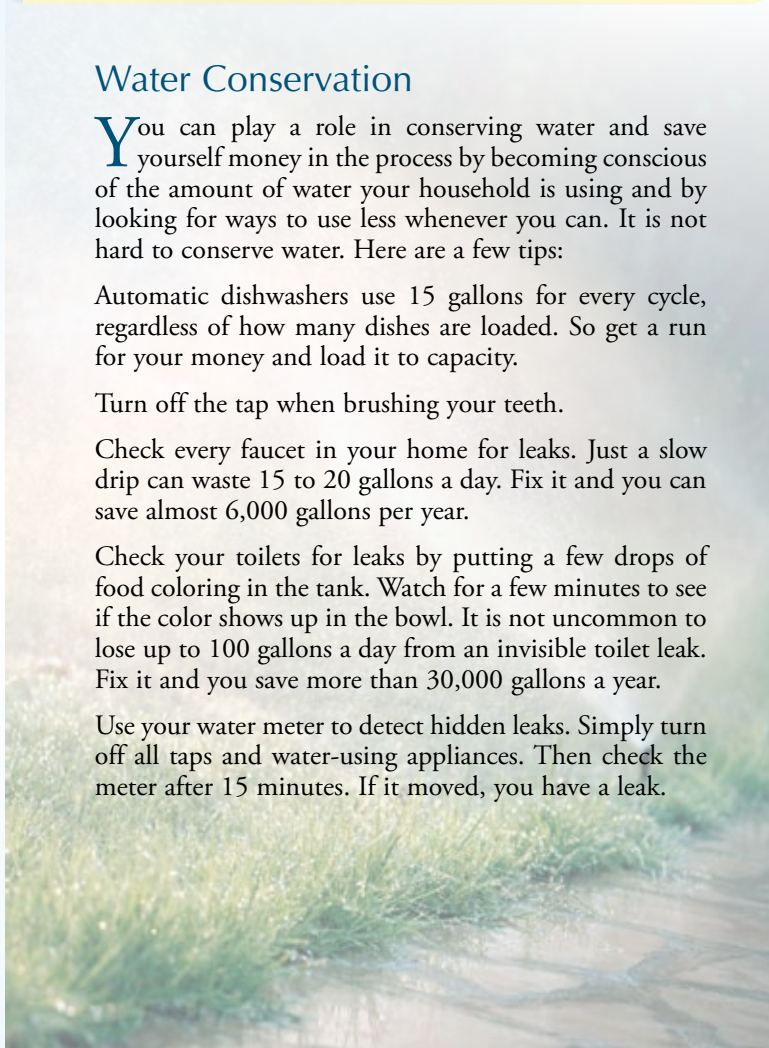 Water Conservation
You can play a role in conserving water and save
yourself money in the process by becoming conscious
of the amount of water your household is using and by
looking for ways to use less whenever you can. It is not
hard to conserve water. Here are a few tips:
Automatic dishwashers use 15 gallons for every cycle,
regardless of how many dishes are loaded. So get a run
for your money and load it to capacity.
Turn off the tap when brushing your teeth.
Check every faucet in your home for leaks. Just a slow
drip can waste 15 to 20 gallons a day. Fix it and you can
save almost 6,000 gallons per year.
Check your toilets for leaks by putting a few drops of
food coloring in the tank. Watch for a few minutes to see
if the color shows up in the bowl. It is not uncommon to
lose up to 100 gallons a day from an invisible toilet leak.
Fix it and you save more than 30,000 gallons a year.
Use your water meter to detect hidden leaks. Simply turn
off all taps and water-using appliances. Then check the
meter after 15 minutes. If it moved, you have a leak.